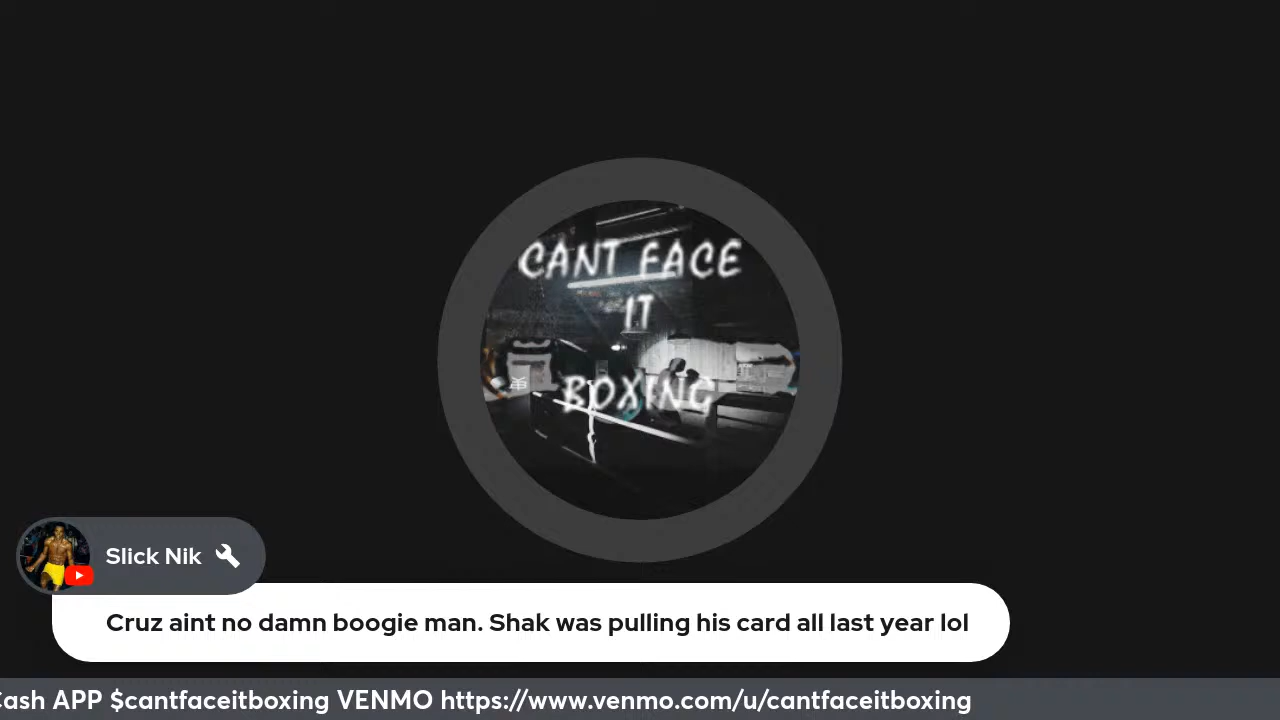 CANT FACE
IT
BOXING
Slick Nik
Cruz aint no damn boogie man. Shak was pulling his card all last year lol
Cash APP $cantfaceitboxing VENMO https://www.venmo.com/u/cantfaceitboxing